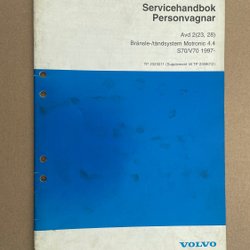 Servicehandbok
Personvagnar
Avd 2(23, 28)
Bränsle-/tändsystem Motronic 4.4
S70/V70 1997-
VOLVO